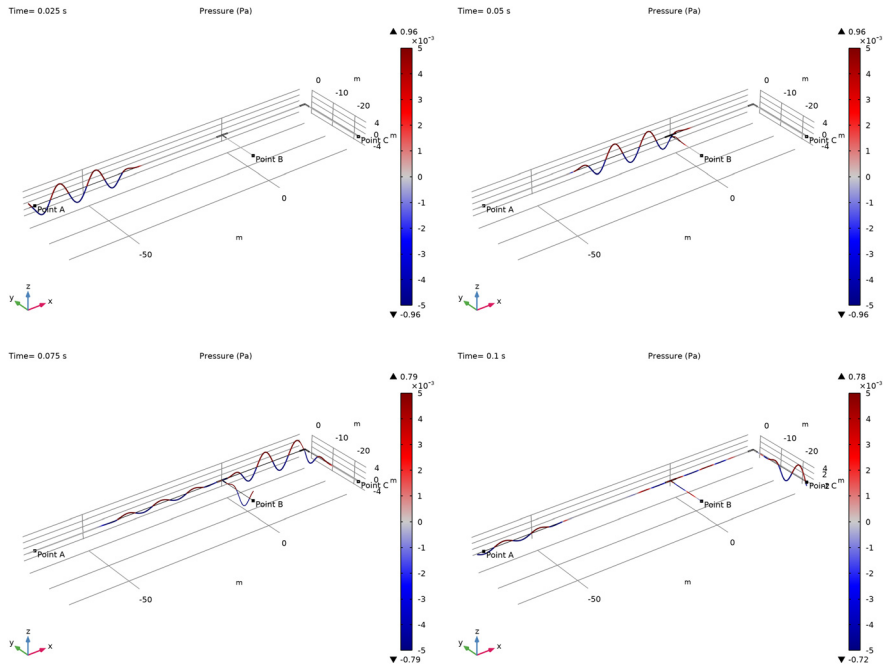 Time= 0.025 s Pressure (Pa)
▲ 0.96
×10⁻³
5
4
3
2
1
0
-1
-2
-3
-4
-5
▼ -0.96
0
m
-10
-20
4
0 m
-4
Point C
Point B
Point A
0
m
-50
z
y
x
Time= 0.05 s Pressure (Pa)
▲ 0.96
×10⁻³
5
4
3
2
1
0
-1
-2
-3
-4
-5
▼ -0.96
0
m
-10
-20
4
0 m
-4
Point C
Point B
Point A
0
m
-50
z
y
x
Time= 0.075 s Pressure (Pa)
▲ 0.79
×10⁻³
5
4
3
2
1
0
-1
-2
-3
-4
-5
▼ -0.79
0
m
-10
-20
4
0 m
-4
Point C
Point B
Point A
0
m
-50
z
y
x
Time= 0.1 s Pressure (Pa)
▲ 0.78
×10⁻³
5
4
3
2
1
0
-1
-2
-3
-4
-5
▼ -0.72
0
m
-10
-20
4
2 m
Point C
Point B
Point A
0
m
-50
z
y
x